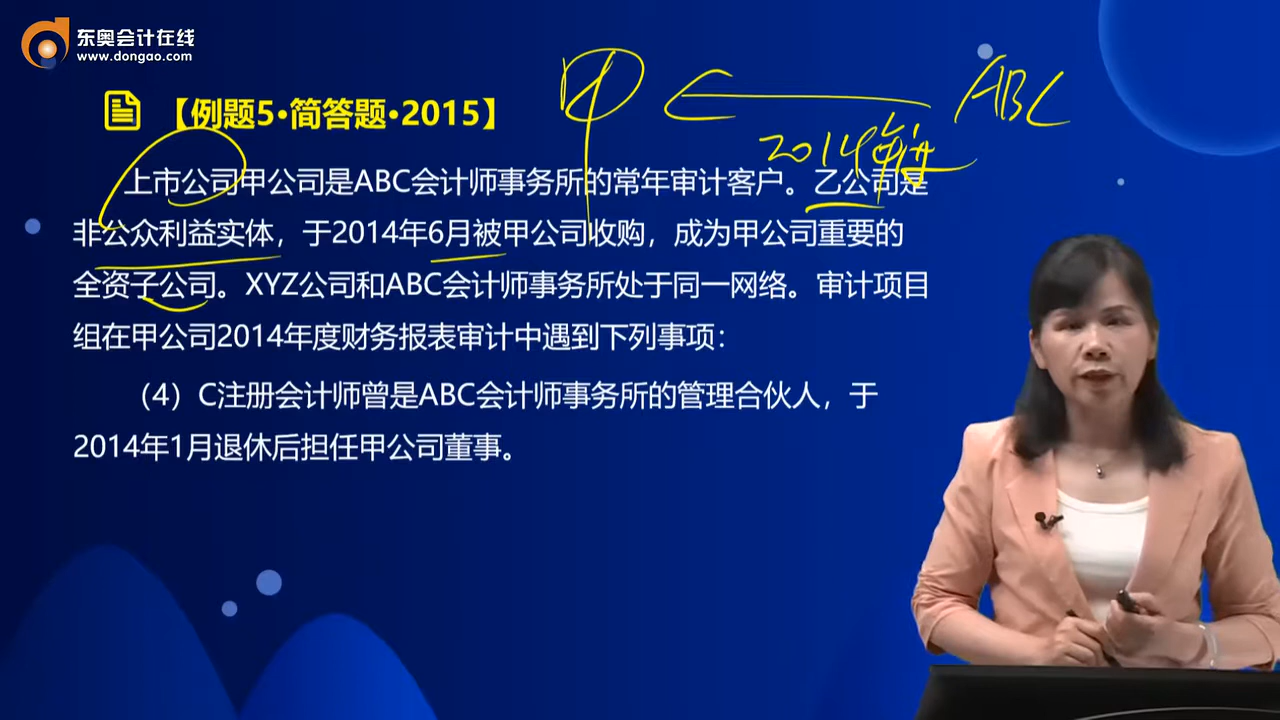 东奥会计在线
www.dongao.com
【例题5•简答题•2015】
甲 ABC
2014年审计
上市公司甲公司是ABC会计师事务所的常年审计客户。乙公司是
非公众利益实体，于2014年6月被甲公司收购，成为甲公司重要的
全资子公司。XYZ公司和ABC会计师事务所处于同一网络。审计项目
组在甲公司2014年度财务报表审计中遇到下列事项：
（4）C注册会计师曾是ABC会计师事务所的管理合伙人，于
2014年1月退休后担任甲公司董事。